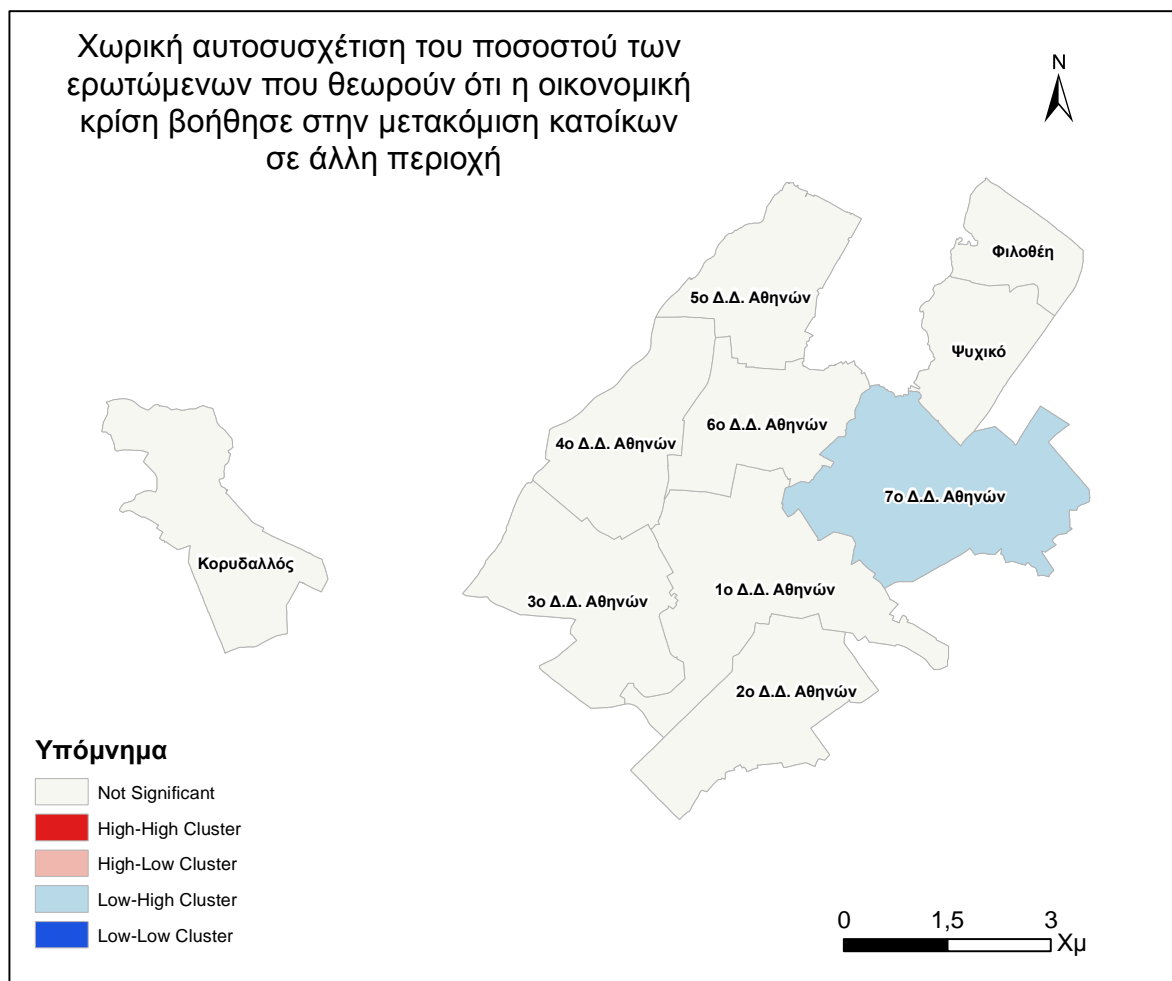 Χωρική αυτοσυσχέτιση του ποσοστού των
ερωτώμενων που θεωρούν ότι η οικονομική
κρίση βοήθησε στην μετακόμιση κατοίκων
σε άλλη περιοχή
N
Φιλοθέη
5ο Δ.Δ. Αθηνών
Ψυχικό
6ο Δ.Δ. Αθηνών
4ο Δ.Δ. Αθηνών
7ο Δ.Δ. Αθηνών
Κορυδαλλός
1ο Δ.Δ. Αθηνών
3ο Δ.Δ. Αθηνών
2ο Δ.Δ. Αθηνών
Υπόμνημα
Not Significant
High-High Cluster
High-Low Cluster
Low-High Cluster
Low-Low Cluster
0 1,5 3
Χμ